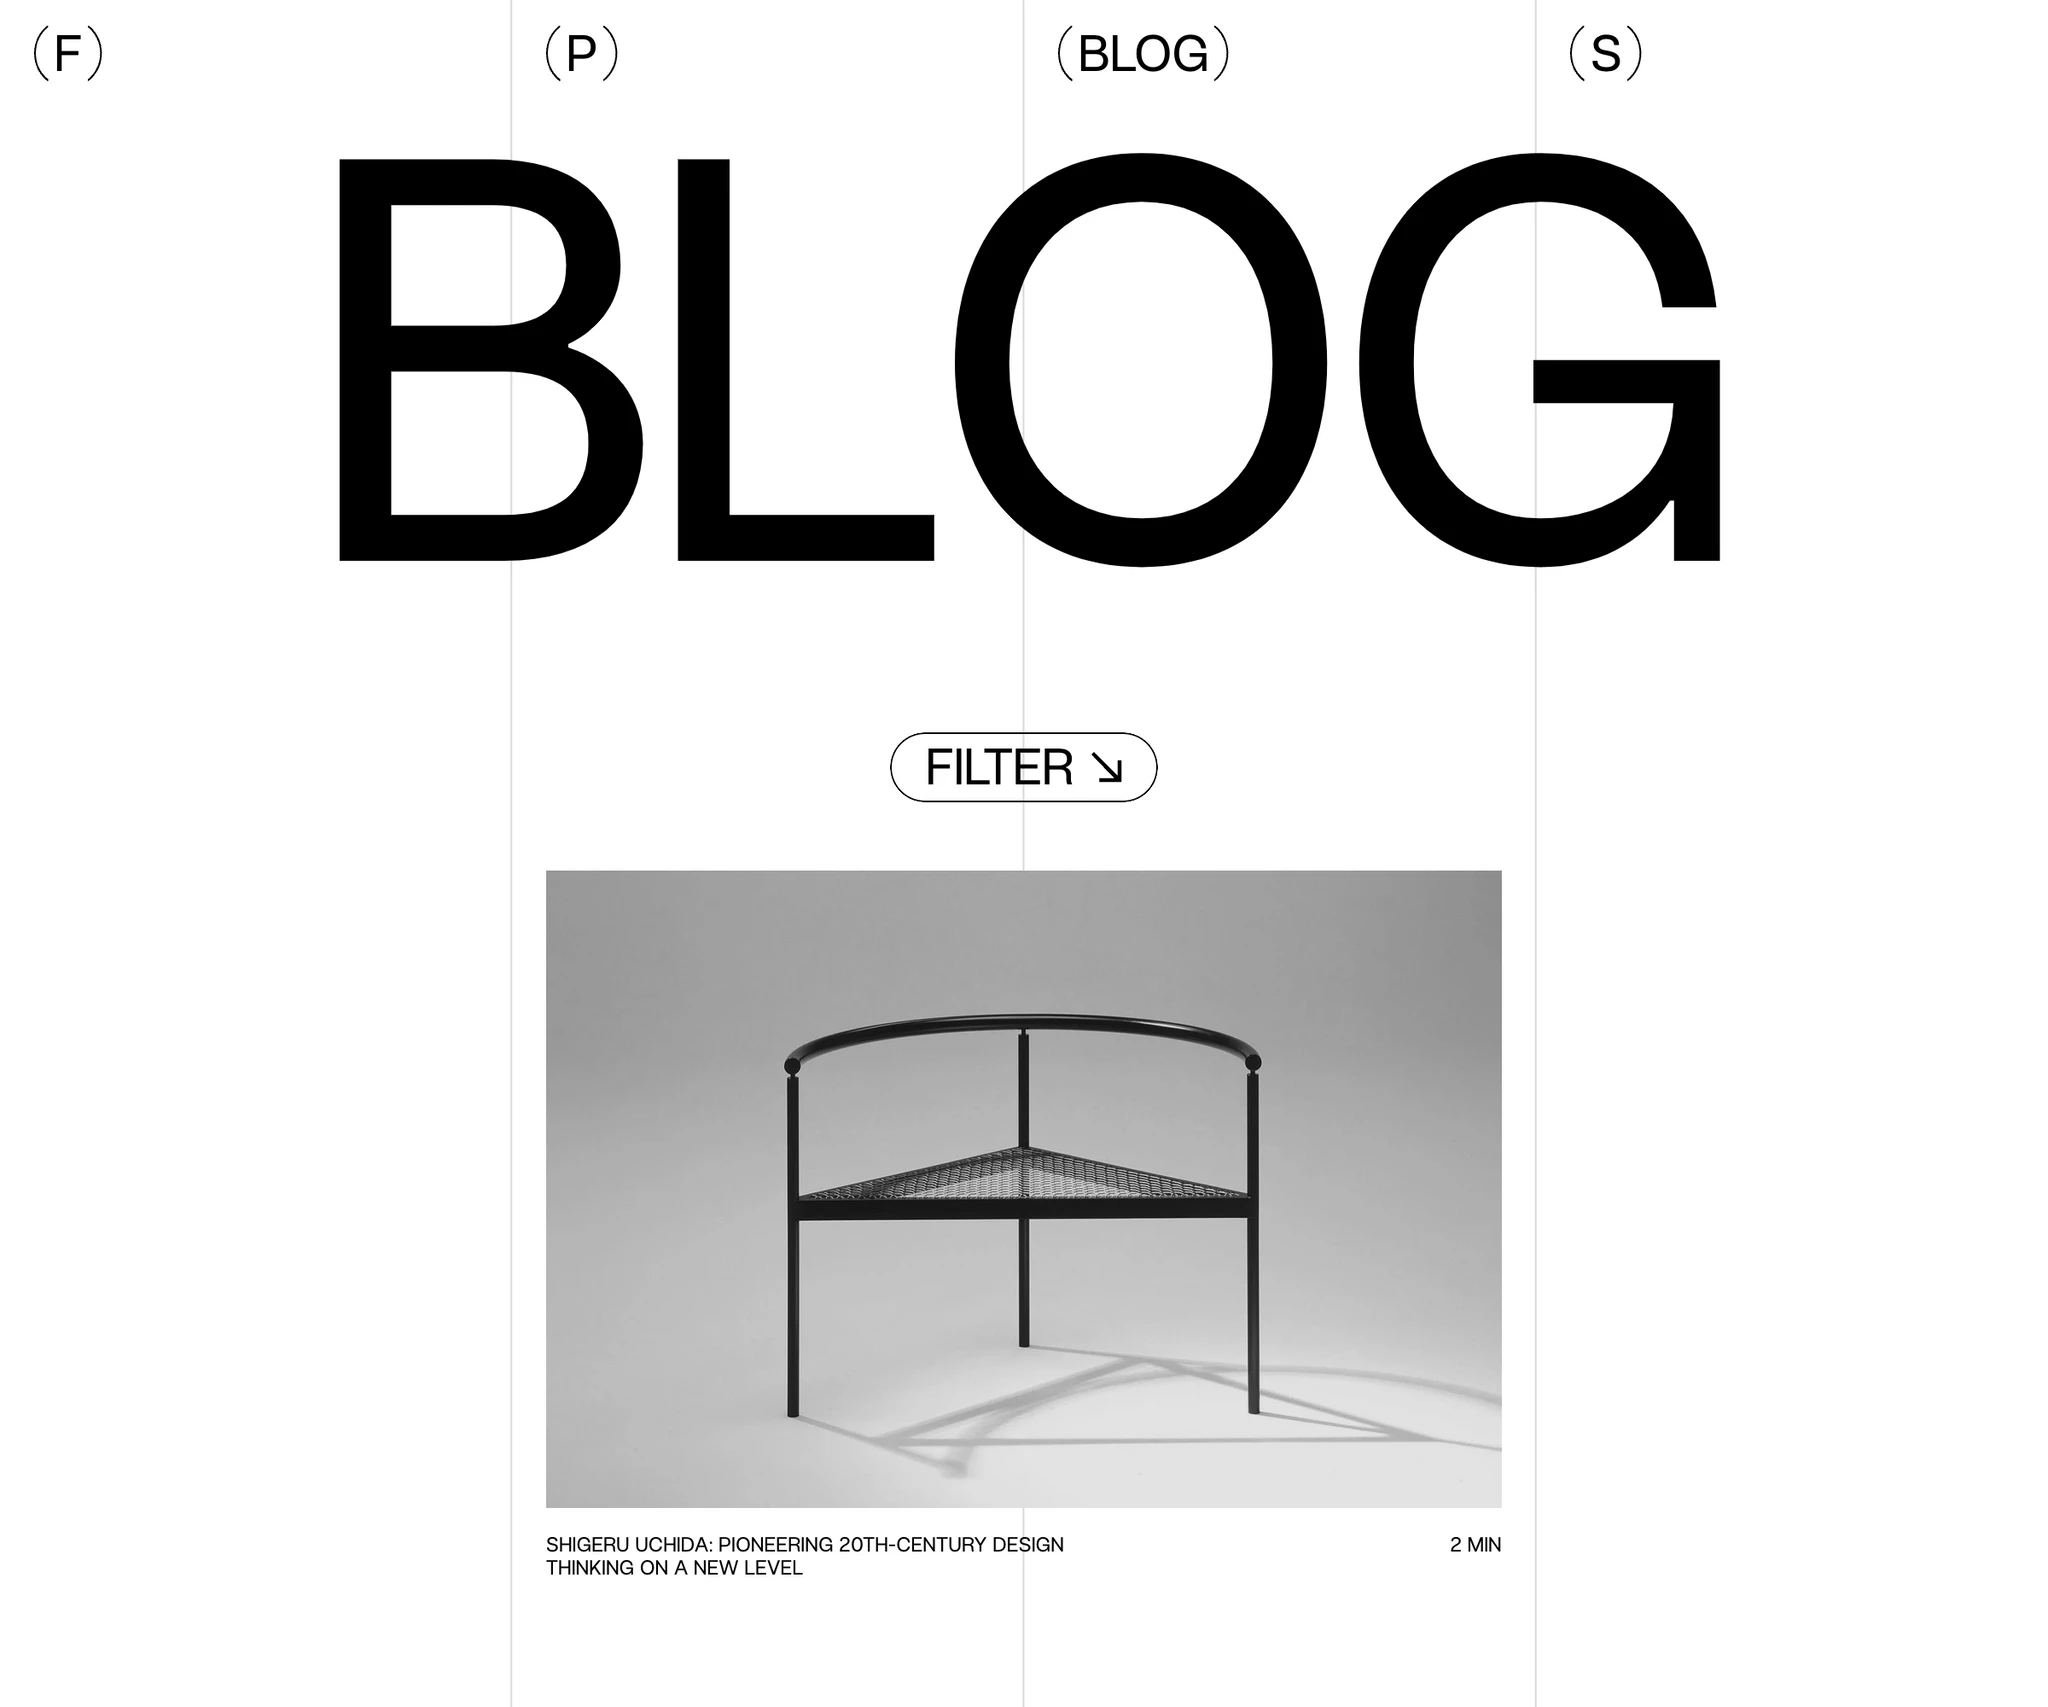 (F)
(P)
(BLOG)
(S)
BLOG
FILTER ↘
SHIGERU UCHIDA: PIONEERING 20TH-CENTURY DESIGN
THINKING ON A NEW LEVEL
2 MIN